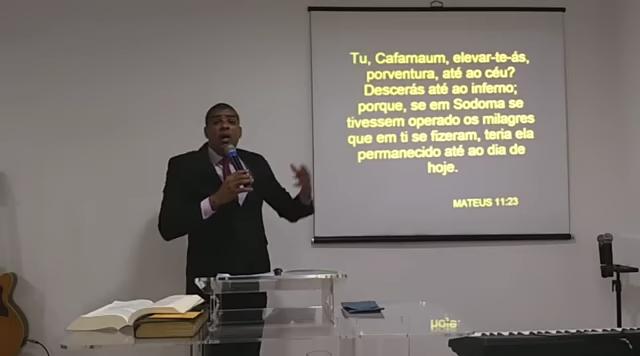 Tu, Cafarnaum, elevar-te-ás,
porventura, até ao céu?
Descerás até ao inferno;
porque, se em Sodoma se
tivessem operado os milagres
que em ti se fizeram, teria ela
permanecido até ao dia de
hoje.
MATEUS 11:23